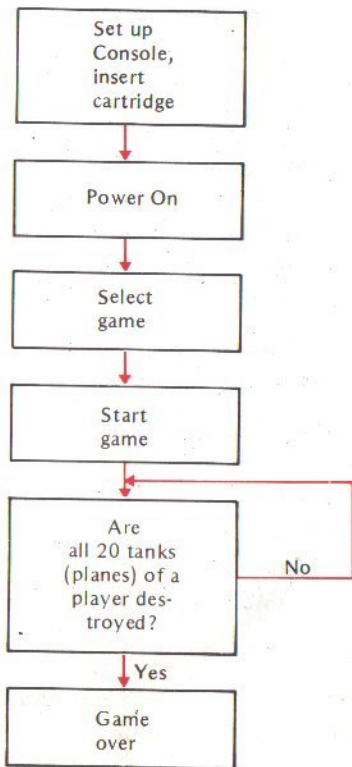 Set up
Console,
insert
cartridge
Power On
Select
game
Start
game
Are
all 20 tanks
(planes) of a
player des-
troyed?
No
Yes
Game
over